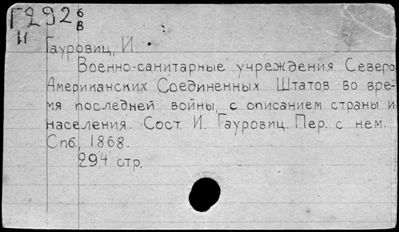 Г292 6
В
И
Гауровиц, И.
Военно-санитарные учреждения Северо
Американских Соединенных Штатов во вре-
мя последней войны, с описанием страны и
населения. Сост. И. Гауровиц. Пер. с нем.
Спб, 1868.
294 стр.